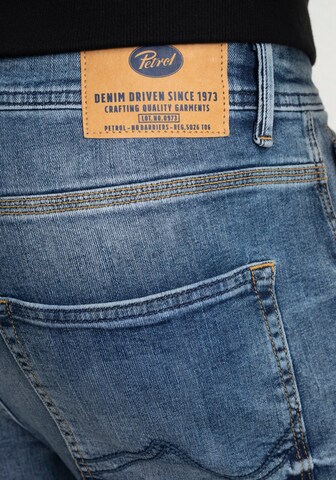 Petrol
DENIM DRIVEN SINCE 1973
CRAFTING QUALITY GARMENTS
LOT.NO.0973
PETROL - NO BARRIERS - REG.5026 TO6